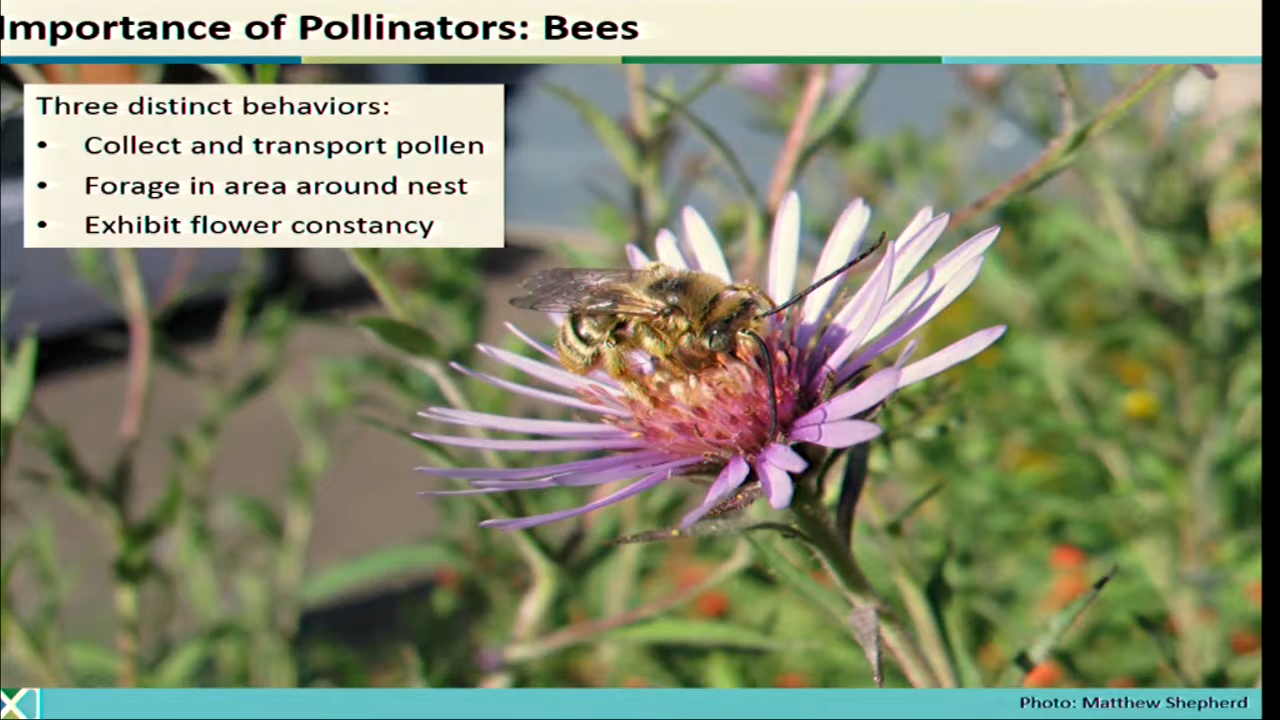 Importance of Pollinators: Bees
Three distinct behaviors:
• Collect and transport pollen
• Forage in area around nest
• Exhibit flower constancy
Photo: Matthew Shepherd